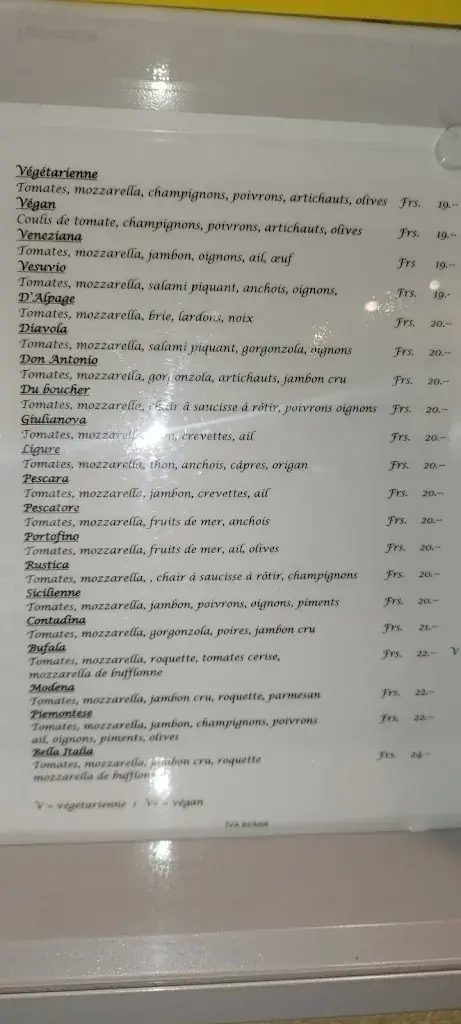 Végétarienne
Tomates, mozzarella, champignons, poivrons, artichauts, olives Frs. 19.--
Végan
Coulis de tomate, champignons, poivrons, artichauts, olives Frs. 19.--
Veneziana
Tomates, mozzarella, jambon, oignons, ail, œuf Frs 19.--
Vesuvio
Tomates, mozzarella, salami piquant, anchois, oignons, Frs. 19.-
D'Alpage
Tomates, mozzarella, brie, lardons, noix Frs. 20.--
Diavola
Tomates, mozzarella, salami piquant, gorgonzola, oignons Frs. 20.--
Don Antonio
Tomates, mozzarella, gorgonzola, artichauts, jambon cru Frs. 20.--
Du boucher
Tomates, mozzarella, chair à saucisse à rôtir, poivrons oignons Frs. 20.--
Giulianova
Tomates, mozzarella, crevettes, ail Frs. 20.--
Ligure
Tomates, mozzarella, thon, anchois, câpres, origan Frs. 20.--
Pescara
Tomates, mozzarella, jambon, crevettes, ail Frs. 20.--
Pescatore
Tomates, mozzarella, fruits de mer, anchois Frs. 20.--
Portofino
Tomates, mozzarella, fruits de mer, ail, olives Frs. 20.--
Rustica
Tomates, mozzarella, , chair à saucisse à rôtir, champignons Frs. 20.--
Sicilienne
Tomates, mozzarella, jambon, poivrons, oignons, piments Frs. 20.--
Contadina
Tomates, mozzarella, gorgonzola, poires, jambon cru Frs. 21.--
Bufala
Tomates, mozzarella, roquette, tomates cerise, Frs. 22.-- V
mozzarella de bufflonne
Modena
Tomates, mozzarella, jambon cru, roquette, parmesan Frs. 22.--
Piemontese
Tomates, mozzarella, jambon, champignons, poivrons Frs. 22.--
ail, oignons, piments, olives
Bella Italia
Tomates, mozzarella, jambon cru, roquette Frs. 24.--
mozzarella de bufflonne
V = végétarienne / = végan
TVA incluse